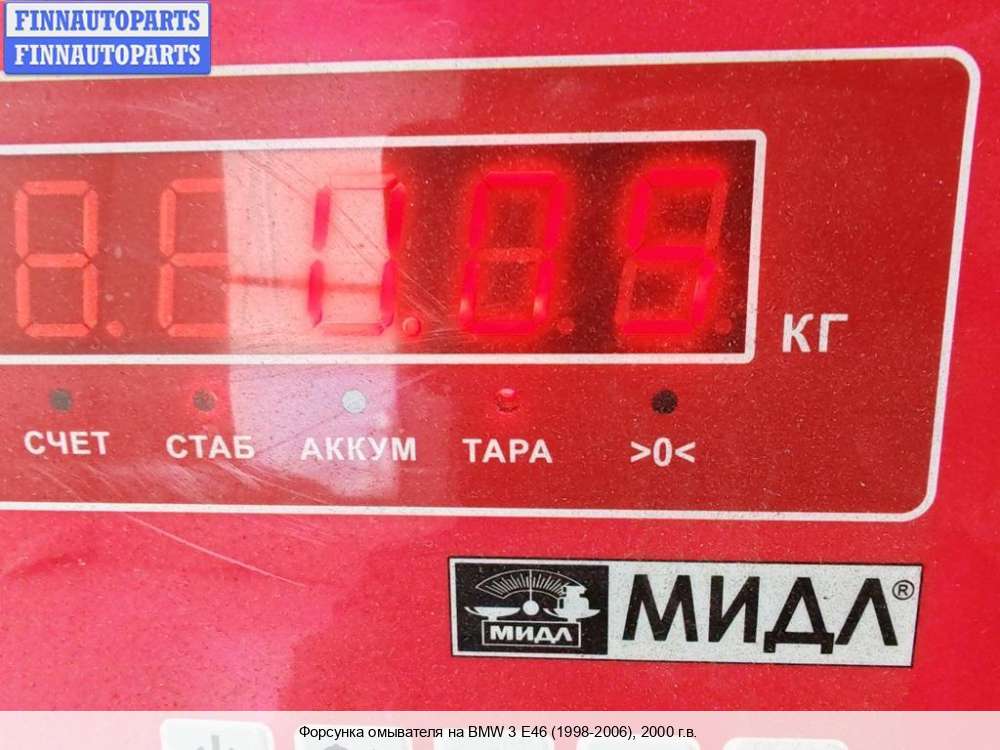 FINNAUTOPARTS
FINNAUTOPARTS
0.05
КГ
СЧЕТ СТАБ АККУМ ТАРА >0<
МИДЛ МИДЛ®
Форсунка омывателя на BMW 3 E46 (1998-2006), 2000 г.в.